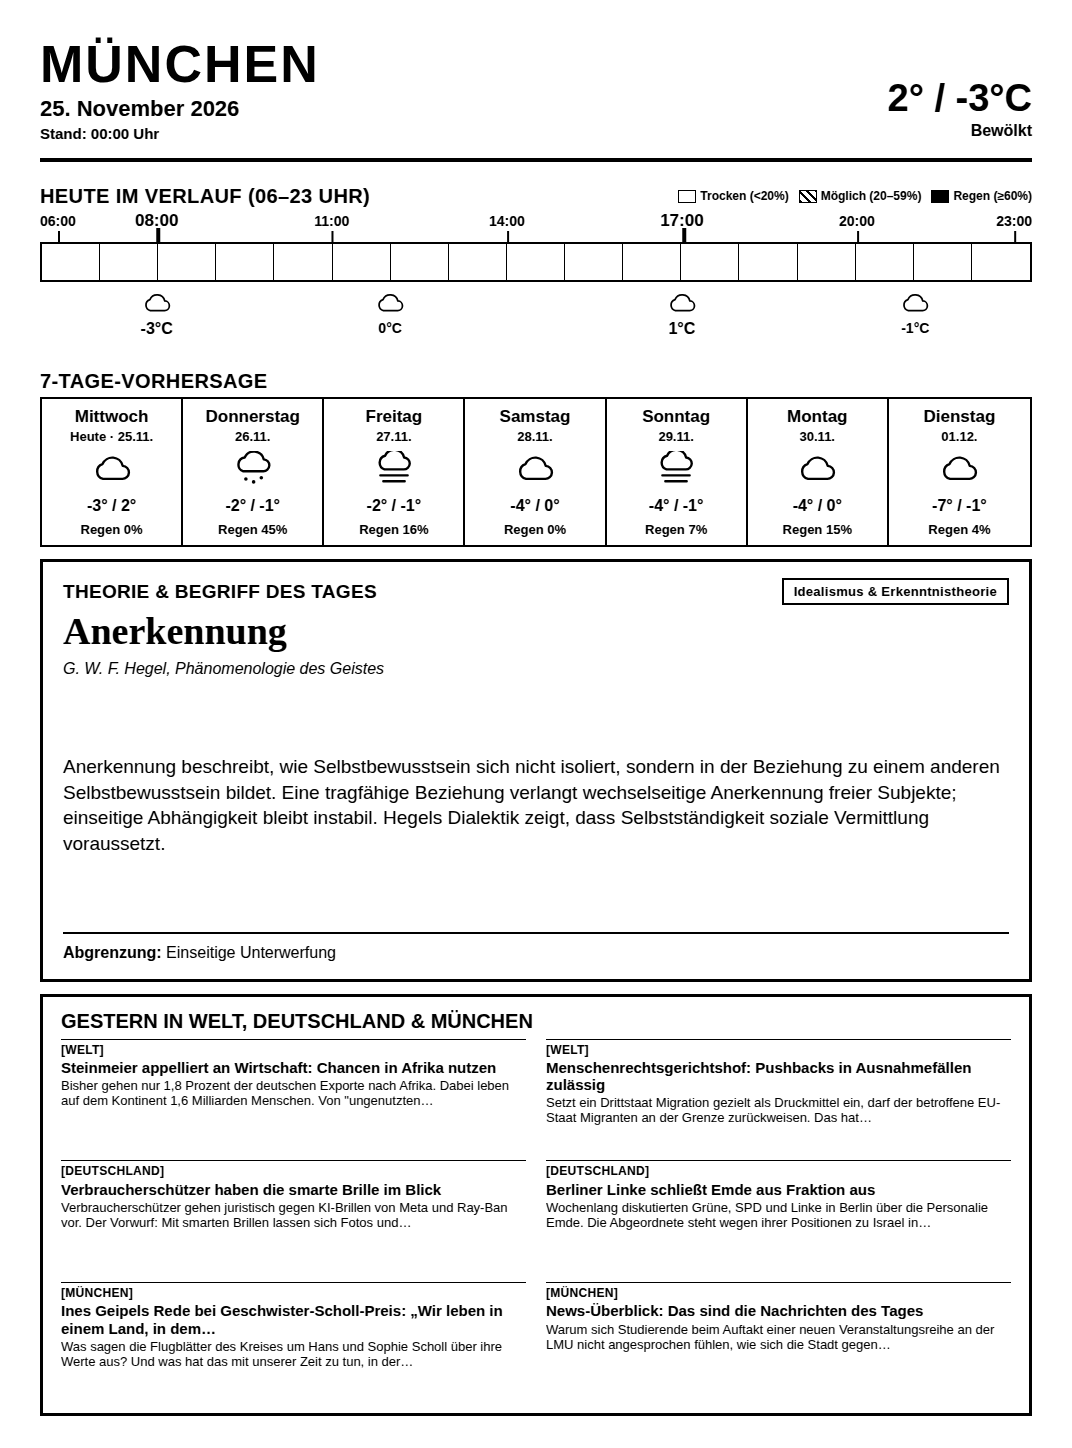 MÜNCHEN
25. November 2026
Stand: 00:00 Uhr
2° / -3°C
Bewölkt
HEUTE IM VERLAUF (06–23 UHR)
Trocken (<20%) Möglich (20–59%) Regen (≥60%)
06:00 08:00 11:00 14:00 17:00 20:00 23:00
-3°C 0°C 1°C -1°C
7-TAGE-VORHERSAGE
Mittwoch
Heute · 25.11.
-3° / 2°
Regen 0%
Donnerstag
26.11.
-2° / -1°
Regen 45%
Freitag
27.11.
-2° / -1°
Regen 16%
Samstag
28.11.
-4° / 0°
Regen 0%
Sonntag
29.11.
-4° / -1°
Regen 7%
Montag
30.11.
-4° / 0°
Regen 15%
Dienstag
01.12.
-7° / -1°
Regen 4%
THEORIE & BEGRIFF DES TAGES
Idealismus & Erkenntnistheorie
Anerkennung
G. W. F. Hegel, Phänomenologie des Geistes
Anerkennung beschreibt, wie Selbstbewusstsein sich nicht isoliert, sondern in der Beziehung zu einem anderen
Selbstbewusstsein bildet. Eine tragfähige Beziehung verlangt wechselseitige Anerkennung freier Subjekte;
einseitige Abhängigkeit bleibt instabil. Hegels Dialektik zeigt, dass Selbstständigkeit soziale Vermittlung
voraussetzt.
Abgrenzung: Einseitige Unterwerfung
GESTERN IN WELT, DEUTSCHLAND & MÜNCHEN
[WELT]
Steinmeier appelliert an Wirtschaft: Chancen in Afrika nutzen
Bisher gehen nur 1,8 Prozent der deutschen Exporte nach Afrika. Dabei leben
auf dem Kontinent 1,6 Milliarden Menschen. Von "ungenutzten…
[WELT]
Menschenrechtsgerichtshof: Pushbacks in Ausnahmefällen
zulässig
Setzt ein Drittstaat Migration gezielt als Druckmittel ein, darf der betroffene EU-
Staat Migranten an der Grenze zurückweisen. Das hat…
[DEUTSCHLAND]
Verbraucherschützer haben die smarte Brille im Blick
Verbraucherschützer gehen juristisch gegen KI-Brillen von Meta und Ray-Ban
vor. Der Vorwurf: Mit smarten Brillen lassen sich Fotos und…
[DEUTSCHLAND]
Berliner Linke schließt Emde aus Fraktion aus
Wochenlang diskutierten Grüne, SPD und Linke in Berlin über die Personalie
Emde. Die Abgeordnete steht wegen ihrer Positionen zu Israel in…
[MÜNCHEN]
Ines Geipels Rede bei Geschwister-Scholl-Preis: „Wir leben in
einem Land, in dem…
Was sagen die Flugblätter des Kreises um Hans und Sophie Scholl über ihre
Werte aus? Und was hat das mit unserer Zeit zu tun, in der…
[MÜNCHEN]
News-Überblick: Das sind die Nachrichten des Tages
Warum sich Studierende beim Auftakt einer neuen Veranstaltungsreihe an der
LMU nicht angesprochen fühlen, wie sich die Stadt gegen…